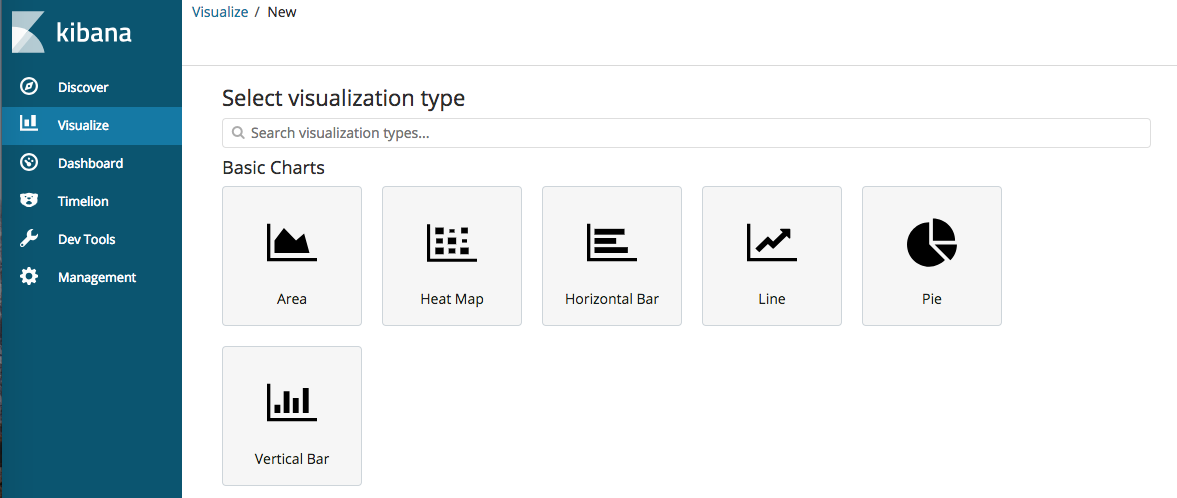 kibana
Discover
Visualize
Dashboard
Timelion
Dev Tools
Management
Visualize / New
Select visualization type
Search visualization types...
Basic Charts
Area
Heat Map
Horizontal Bar
Line
Pie
Vertical Bar